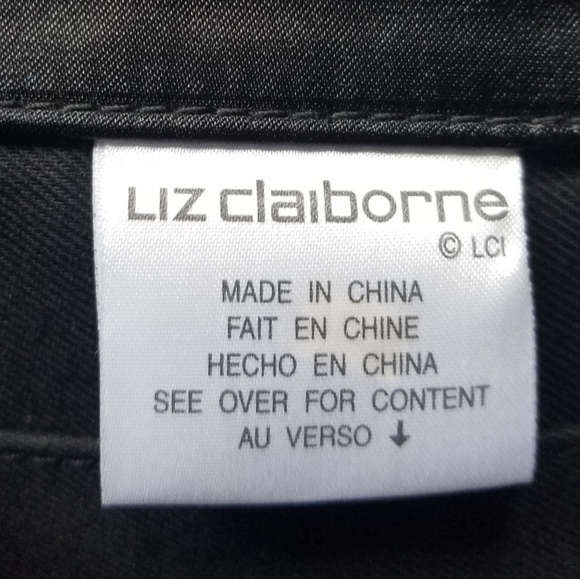 LIZ claiborne
© LCI
MADE IN CHINA
FAIT EN CHINE
HECHO EN CHINA
SEE OVER FOR CONTENT
AU VERSO ↓